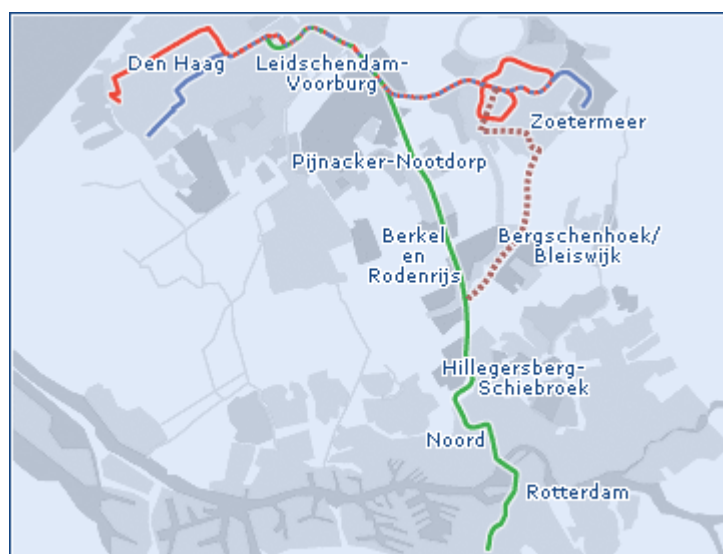 Den Haag
Leidschendam-
Voorburg
Zoetermeer
Pijnacker-Nootdorp
Berkel
en
Rodenrijs
Bergschenhoek/
Bleiswijk
Hillegersberg-
Schiebroek
Noord
Rotterdam